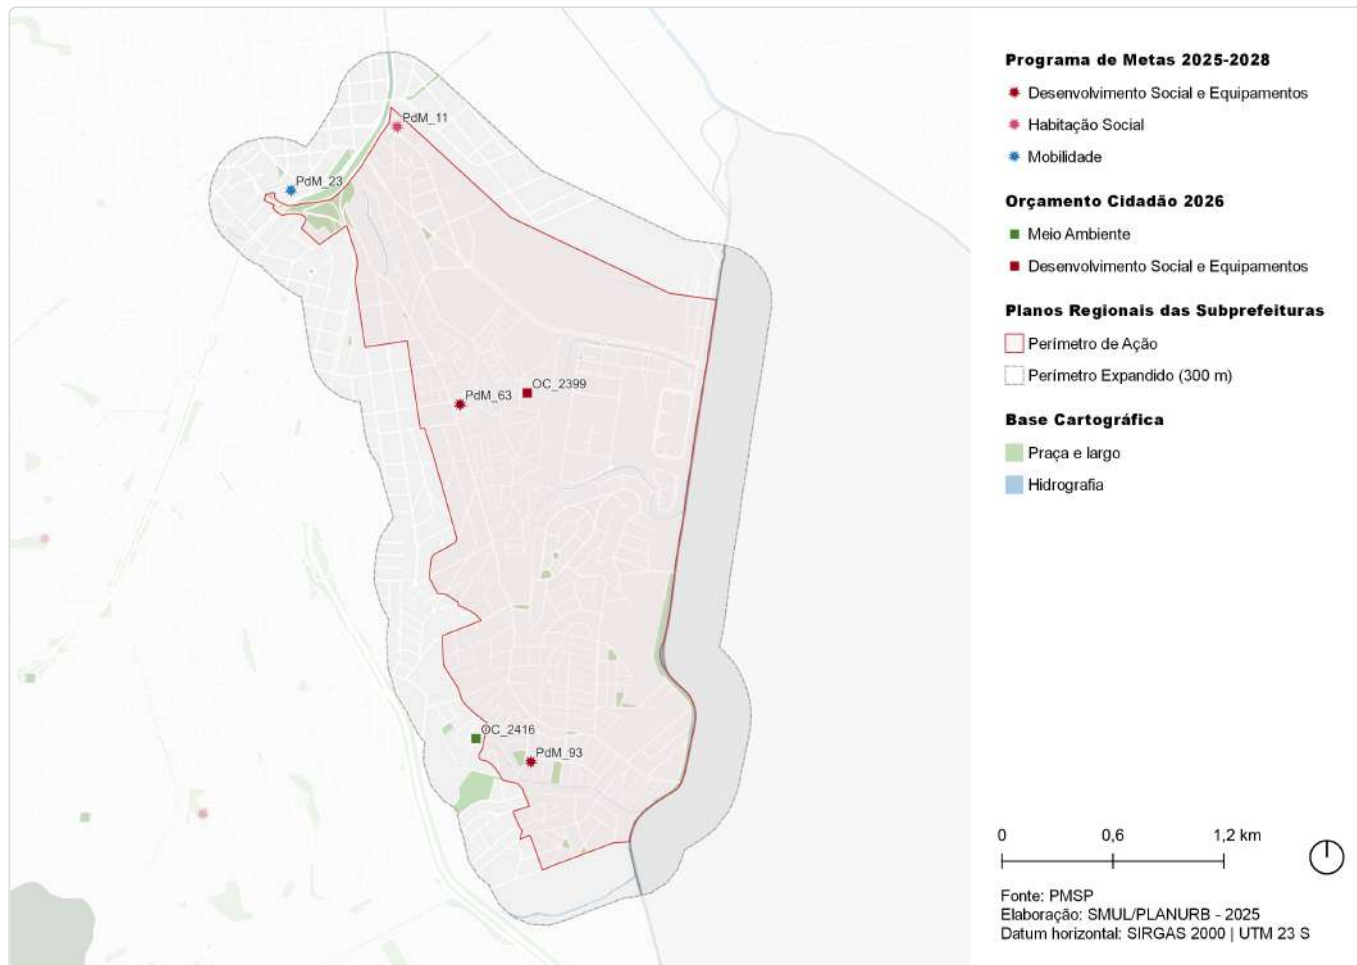 PdM_11
PdM_23
OC_2399
PdM_63
OC_2416
PdM_93
Programa de Metas 2025-2028
Desenvolvimento Social e Equipamentos
Habitação Social
Mobilidade
Orçamento Cidadão 2026
Meio Ambiente
Desenvolvimento Social e Equipamentos
Planos Regionais das Subprefeituras
Perímetro de Ação
Perímetro Expandido (300 m)
Base Cartográfica
Praça e largo
Hidrografia
0 0,6 1,2 km
Fonte: PMSP
Elaboração: SMUL/PLANURB - 2025
Datum horizontal: SIRGAS 2000 | UTM 23 S